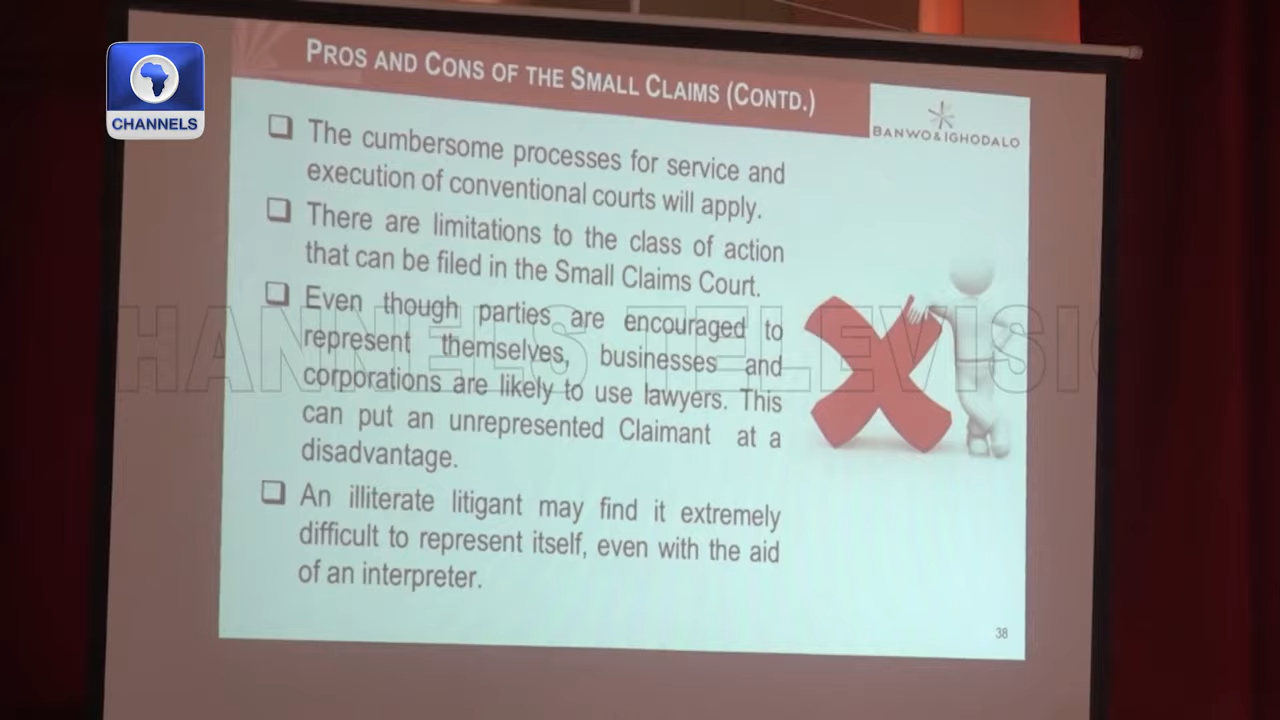 CHANNELS
PROS AND CONS OF THE SMALL CLAIMS (CONTD.)
BANWO & IGHODALO
❑ The cumbersome processes for service and
execution of conventional courts will apply.
❑ There are limitations to the class of action
that can be filed in the Small Claims Court.
❑ Even though parties are encouraged to
represent themselves, businesses and
corporations are likely to use lawyers. This
can put an unrepresented Claimant at a
disadvantage.
❑ An illiterate litigant may find it extremely
difficult to represent itself, even with the aid
of an interpreter.
38
HANNELS TELEVISI